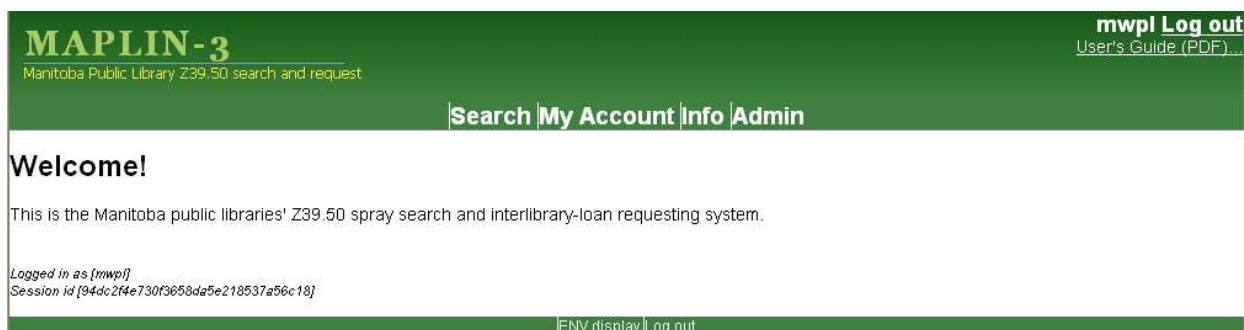 MAPLIN-3
Manitoba Public Library Z39.50 search and request
mwpl Log out
User's Guide (PDF)...
Search My Account Info Admin
Welcome!
This is the Manitoba public libraries' Z39.50 spray search and interlibrary-loan requesting system.
Logged in as [mwpl]
Session id [94dc2f4e730f3658da5e218537a56c18]
ENV display Log out